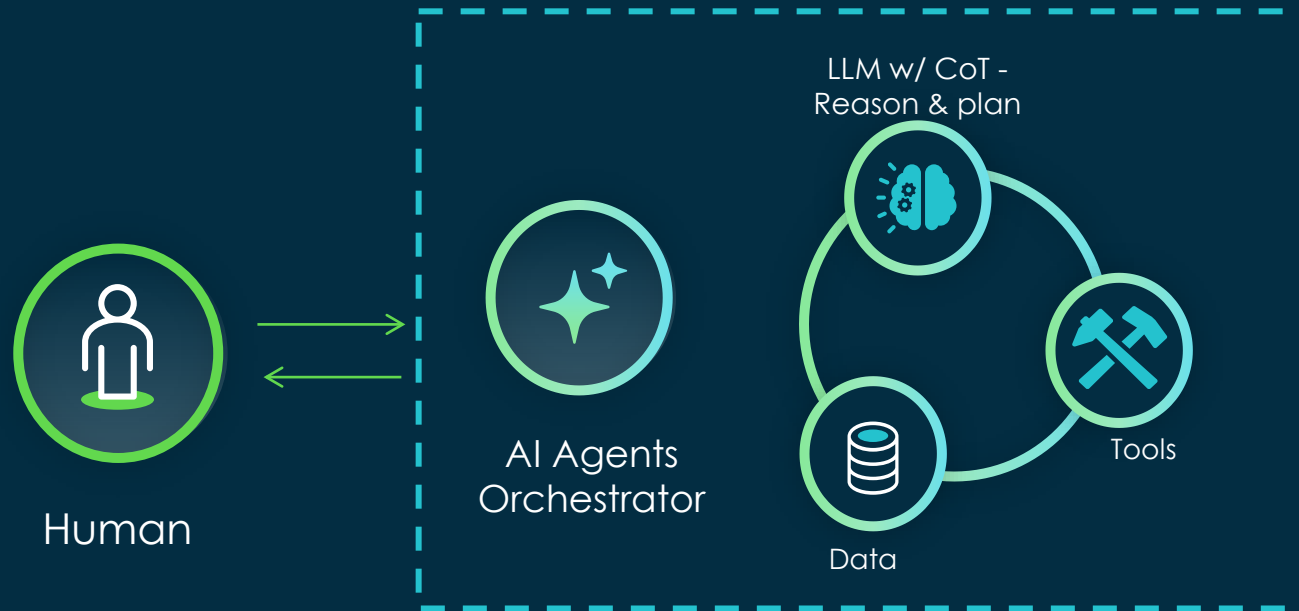 LLM w/ CoT -
Reason & plan
Human
AI Agents
Orchestrator
Tools
Data